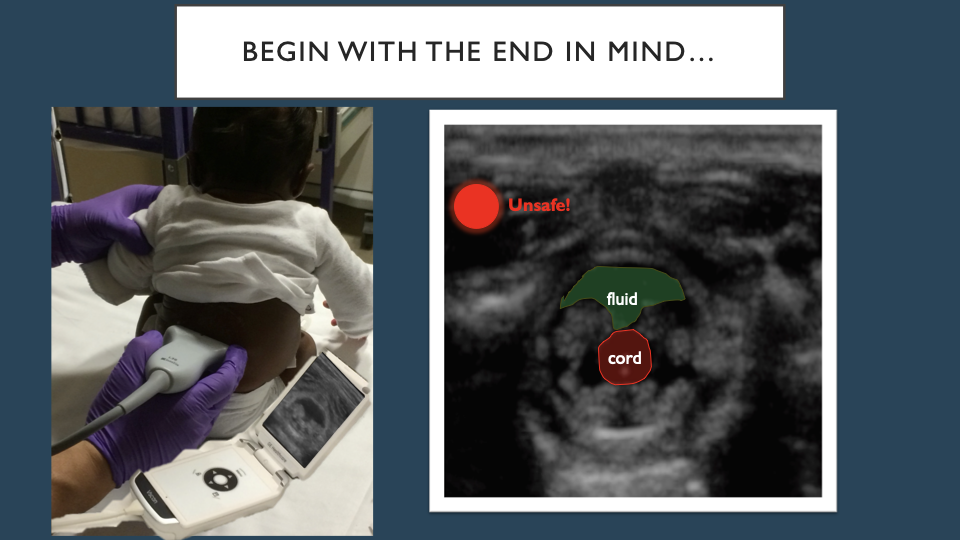 BEGIN WITH THE END IN MIND...
Unsafe!
fluid
cord